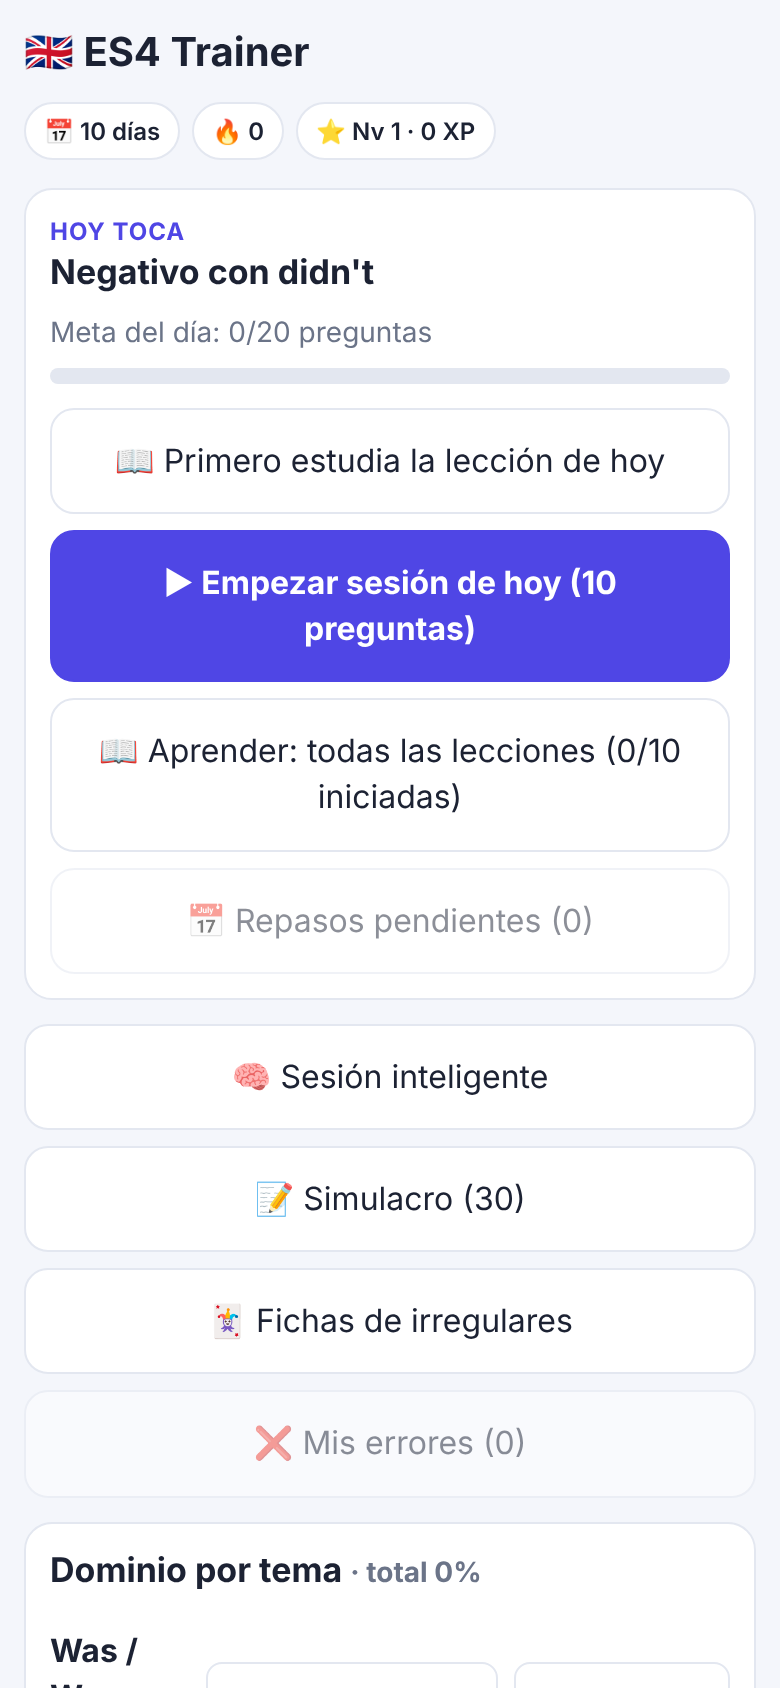 🇬🇧 ES4 Trainer
📅 10 días
🔥 0
⭐ Nv 1 · 0 XP
HOY TOCA
Negativo con didn't
Meta del día: 0/20 preguntas
📖 Primero estudia la lección de hoy
▶ Empezar sesión de hoy (10
preguntas)
📖 Aprender: todas las lecciones (0/10
iniciadas)
📅 Repasos pendientes (0)
🧠 Sesión inteligente
📝 Simulacro (30)
🃏 Fichas de irregulares
❌ Mis errores (0)
Dominio por tema · total 0%
Was /